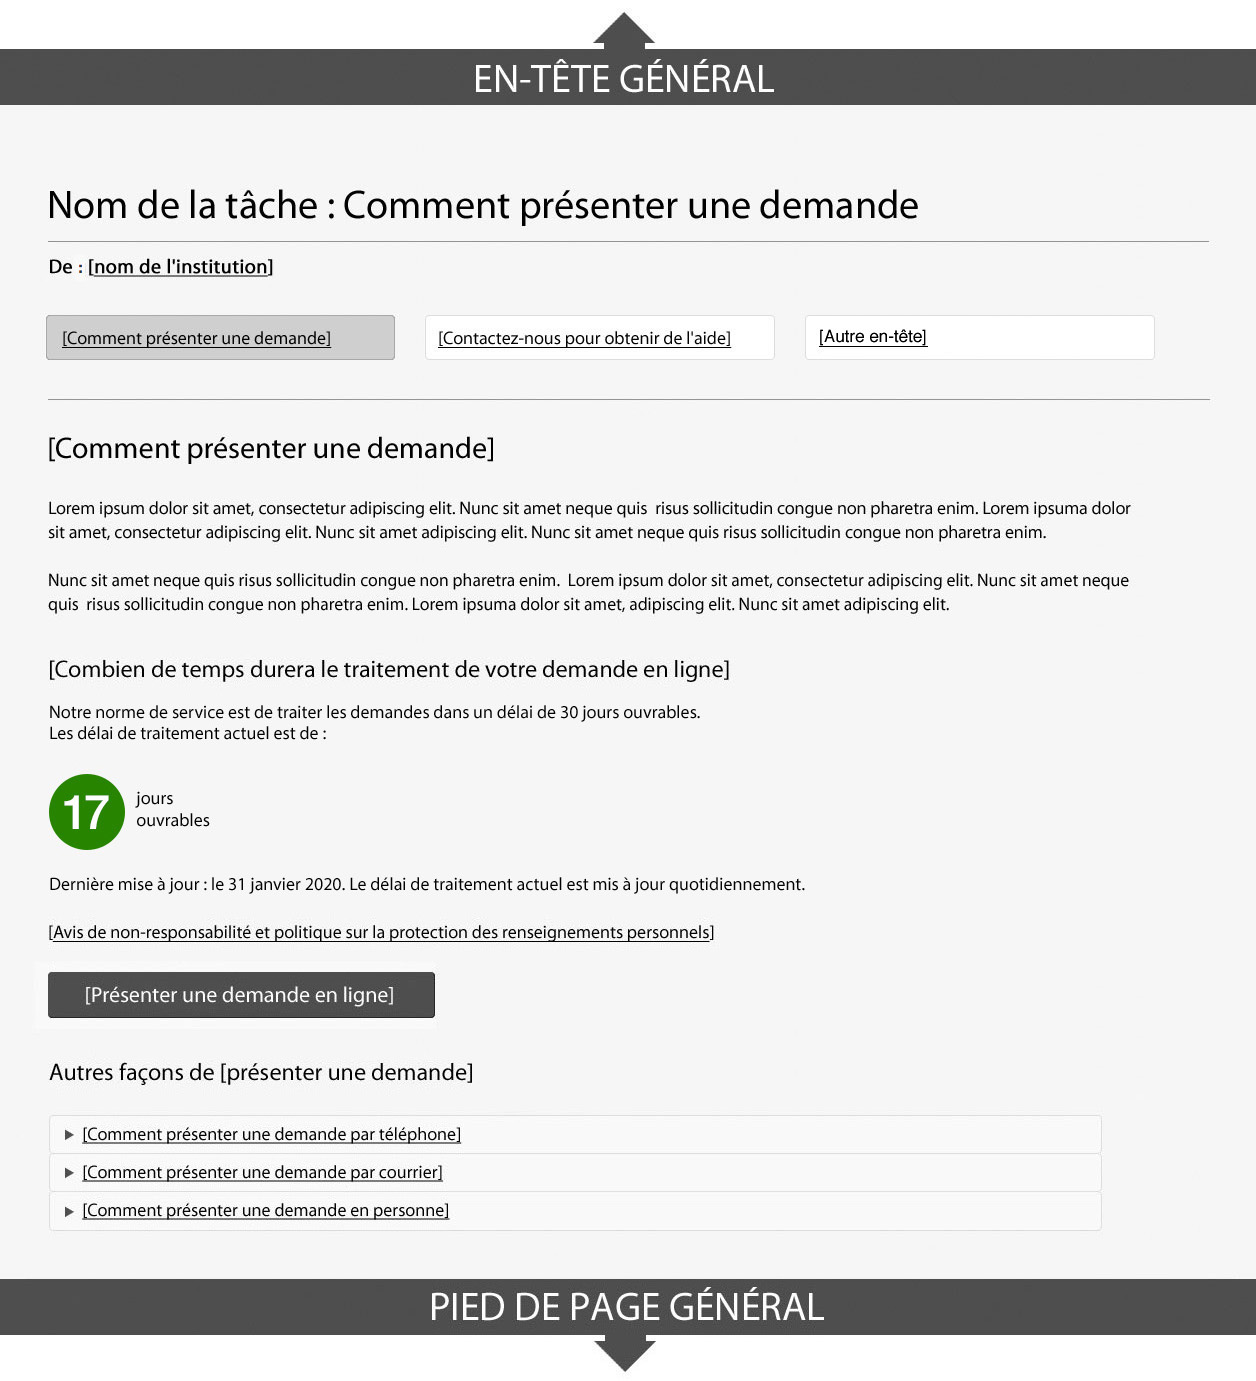 EN-TÊTE GÉNÉRAL
Nom de la tâche : Comment présenter une demande
De : [nom de l'institution]
[Comment présenter une demande]
[Contactez-nous pour obtenir de l'aide]
[Autre en-tête]
[Comment présenter une demande]
Lorem ipsum dolor sit amet, consectetur adipiscing elit. Nunc sit amet neque quis  risus sollicitudin congue non pharetra enim. Lorem ipsuma dolor
sit amet, consectetur adipiscing elit. Nunc sit amet adipiscing elit. Nunc sit amet neque quis risus sollicitudin congue non pharetra enim.
Nunc sit amet neque quis risus sollicitudin congue non pharetra enim.  Lorem ipsum dolor sit amet, consectetur adipiscing elit. Nunc sit amet neque
quis  risus sollicitudin congue non pharetra enim. Lorem ipsuma dolor sit amet, adipiscing elit. Nunc sit amet adipiscing elit.
[Combien de temps durera le traitement de votre demande en ligne]
Notre norme de service est de traiter les demandes dans un délai de 30 jours ouvrables.
Les délai de traitement actuel est de :
17
jours
ouvrables
Dernière mise à jour : le 31 janvier 2020. Le délai de traitement actuel est mis à jour quotidiennement.
[Avis de non-responsabilité et politique sur la protection des renseignements personnels]
[Présenter une demande en ligne]
Autres façons de [présenter une demande]
[Comment présenter une demande par téléphone]
[Comment présenter une demande par courrier]
[Comment présenter une demande en personne]
PIED DE PAGE GÉNÉRAL